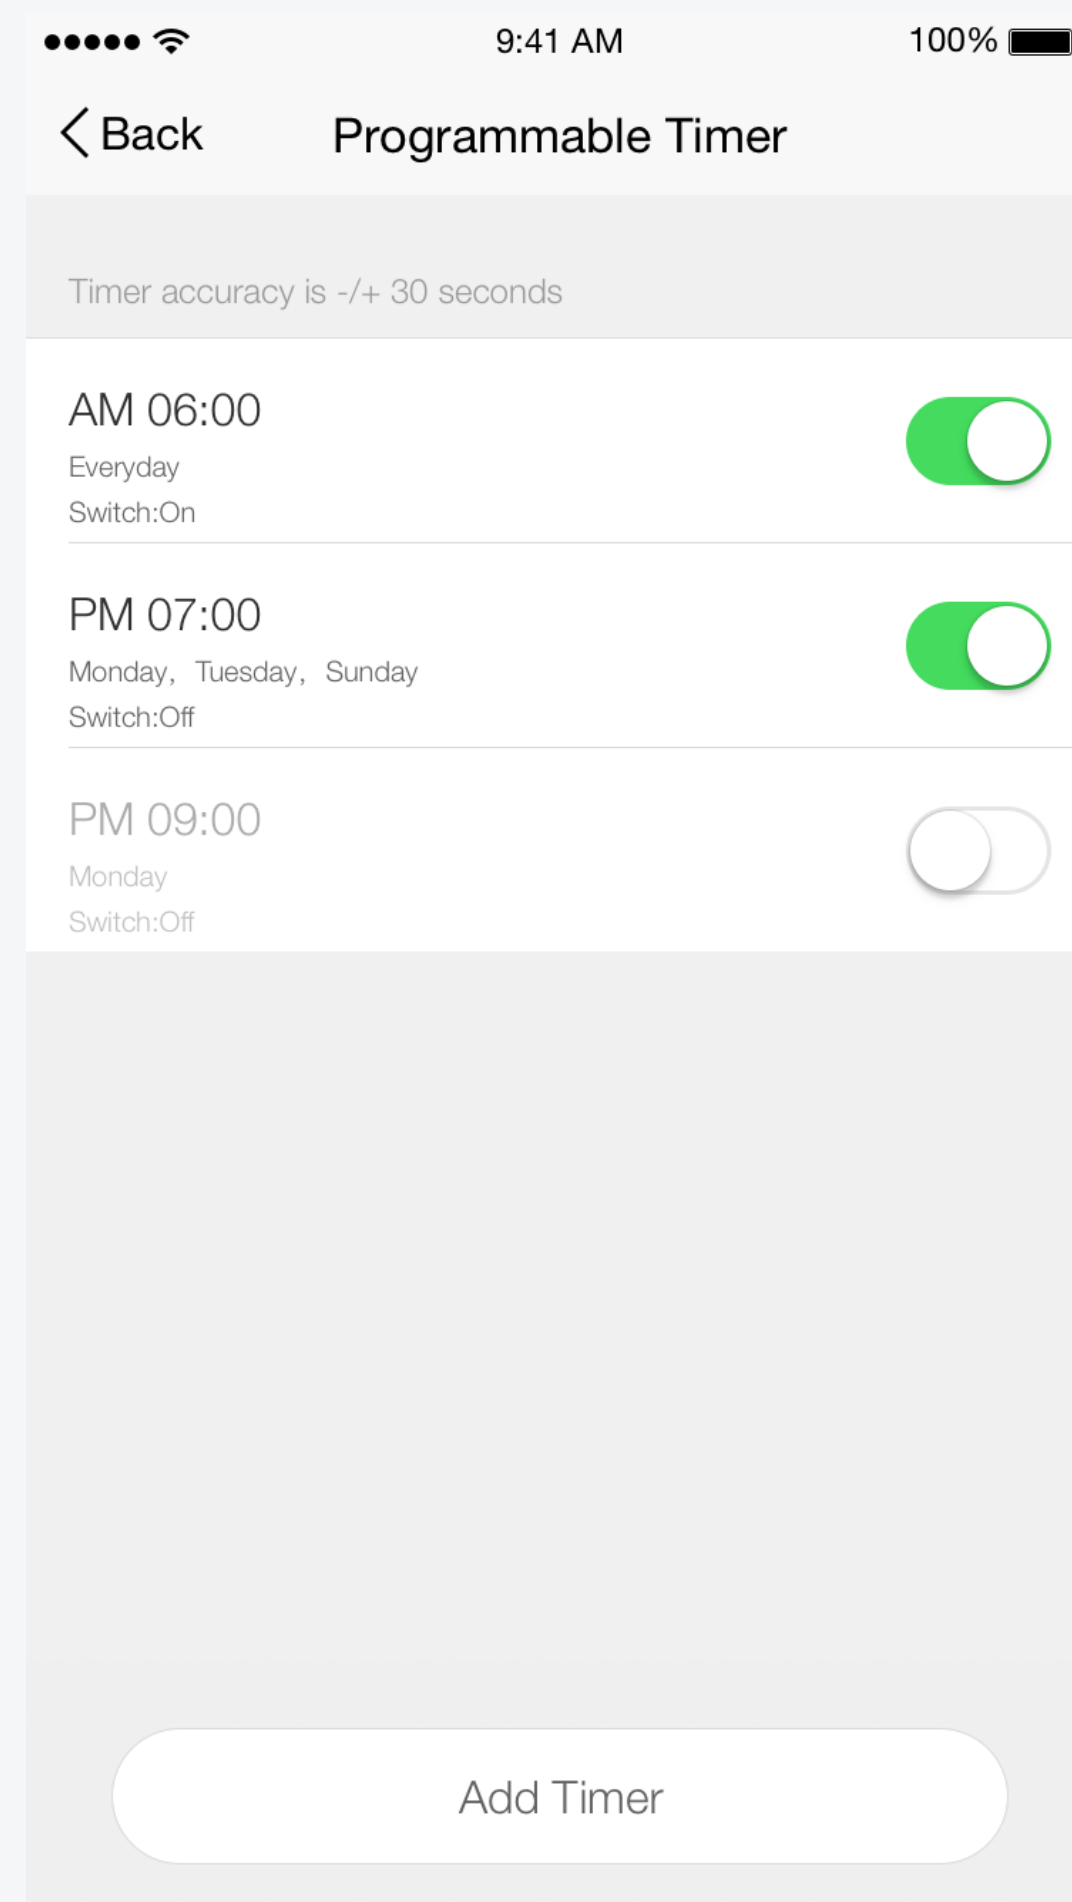 9:41 AM 100%
Back Programmable Timer
Timer accuracy is -/+ 30 seconds
AM 06:00
Everyday
Switch:On
PM 07:00
Monday, Tuesday, Sunday
Switch:Off
PM 09:00
Monday
Switch:Off
Add Timer